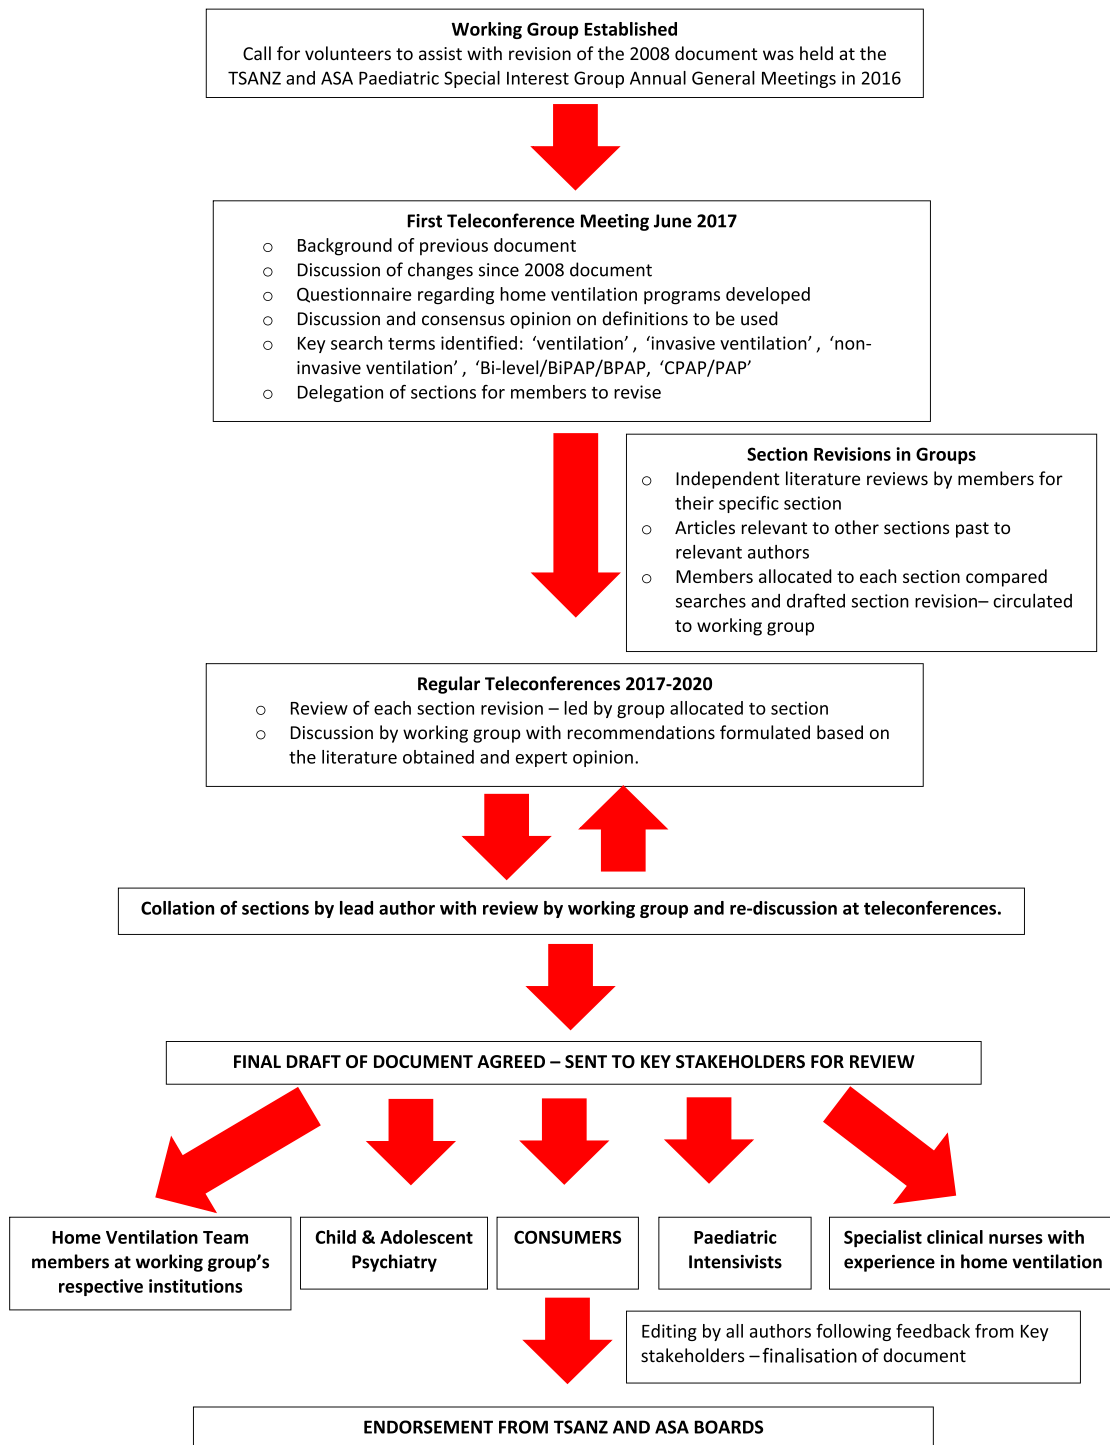 Working Group Established
Call for volunteers to assist with revision of the 2008 document was held at the
TSANZ and ASA Paediatric Special Interest Group Annual General Meetings in 2016
First Teleconference Meeting June 2017
o Background of previous document
o Discussion of changes since 2008 document
o Questionnaire regarding home ventilation programs developed
o Discussion and consensus opinion on definitions to be used
o Key search terms identified: ‘ventilation’ , ‘invasive ventilation’ , ‘non-
invasive ventilation’ , ‘Bi-level/BiPAP/BPAP, ‘CPAP/PAP’
o Delegation of sections for members to revise
Section Revisions in Groups
o Independent literature reviews by members for
their specific section
o Articles relevant to other sections past to
relevant authors
o Members allocated to each section compared
searches and drafted section revision– circulated
to working group
Regular Teleconferences 2017-2020
o Review of each section revision – led by group allocated to section
o Discussion by working group with recommendations formulated based on
the literature obtained and expert opinion.
Collation of sections by lead author with review by working group and re-discussion at teleconferences.
FINAL DRAFT OF DOCUMENT AGREED – SENT TO KEY STAKEHOLDERS FOR REVIEW
Home Ventilation Team
members at working group’s
respective institutions
Child & Adolescent
Psychiatry
CONSUMERS
Paediatric
Intensivists
Specialist clinical nurses with
experience in home ventilation
Editing by all authors following feedback from Key
stakeholders – finalisation of document
ENDORSEMENT FROM TSANZ AND ASA BOARDS